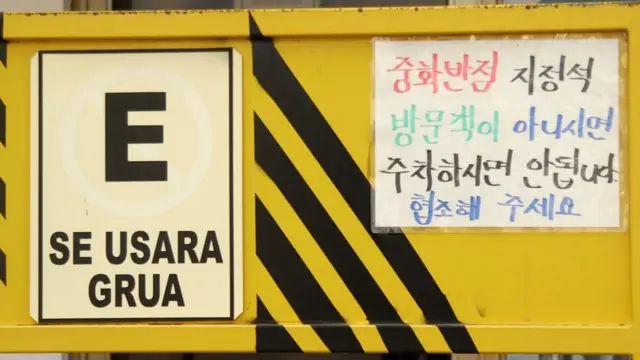 E
SE USARA
GRUA
중화반점 지정석
방문객이 아니시면
주차하시면 안됩니다.
협조해 주세요